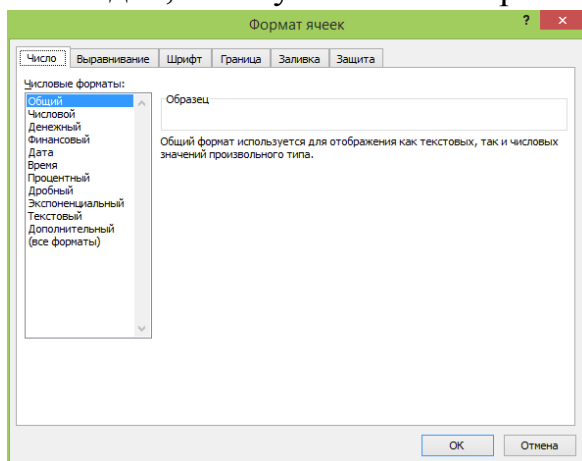 Формат ячеек
?
×
Число Выравнивание Шрифт Граница Заливка Защита
Числовые форматы:
Общий
Числовой
Денежный
Финансовый
Дата
Время
Процентный
Дробный
Экспоненциальный
Текстовый
Дополнительный
(все форматы)
Образец
Общий формат используется для отображения как текстовых, так и числовых
значений произвольного типа.
ОК Отмена